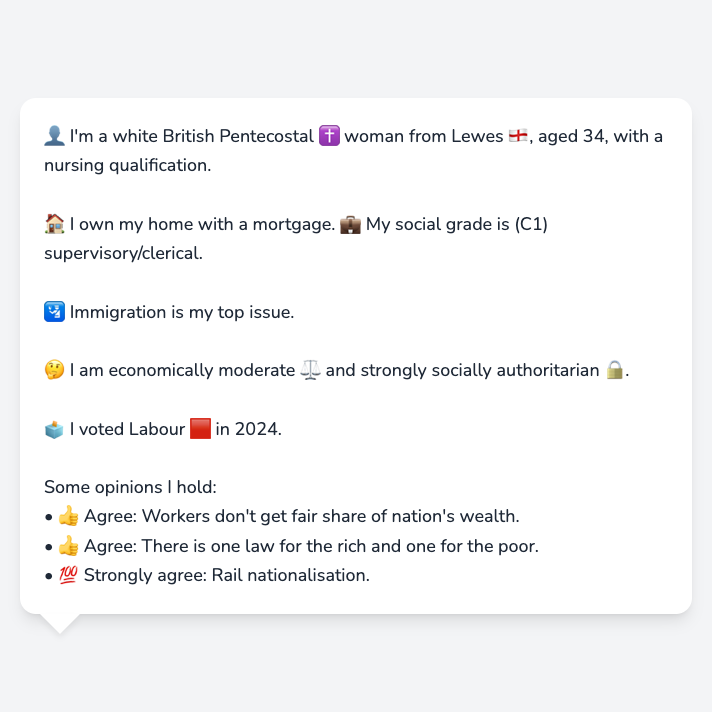 👤 I'm a white British Pentecostal ✝️ woman from Lewes 🏴󠁧󠁢󠁥󠁮󠁧󠁿, aged 34, with a
nursing qualification.
🏠 I own my home with a mortgage. 💼 My social grade is (C1)
supervisory/clerical.
🛂 Immigration is my top issue.
🤔 I am economically moderate ⚖️ and strongly socially authoritarian 🔒.
🗳️ I voted Labour 🟥 in 2024.
Some opinions I hold:
• 👍 Agree: Workers don't get fair share of nation's wealth.
• 👍 Agree: There is one law for the rich and one for the poor.
• 💯 Strongly agree: Rail nationalisation.